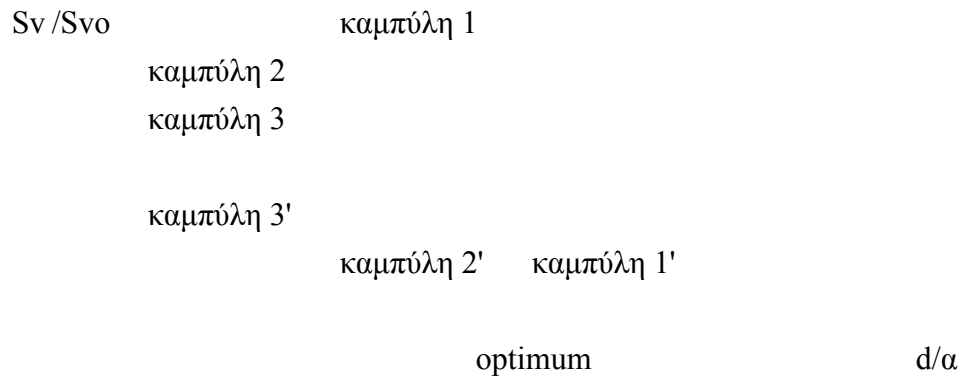 Sv /Svo καμπύλη 1
καμπύλη 2
καμπύλη 3
καμπύλη 3'
καμπύλη 2' καμπύλη 1'
optimum d/α